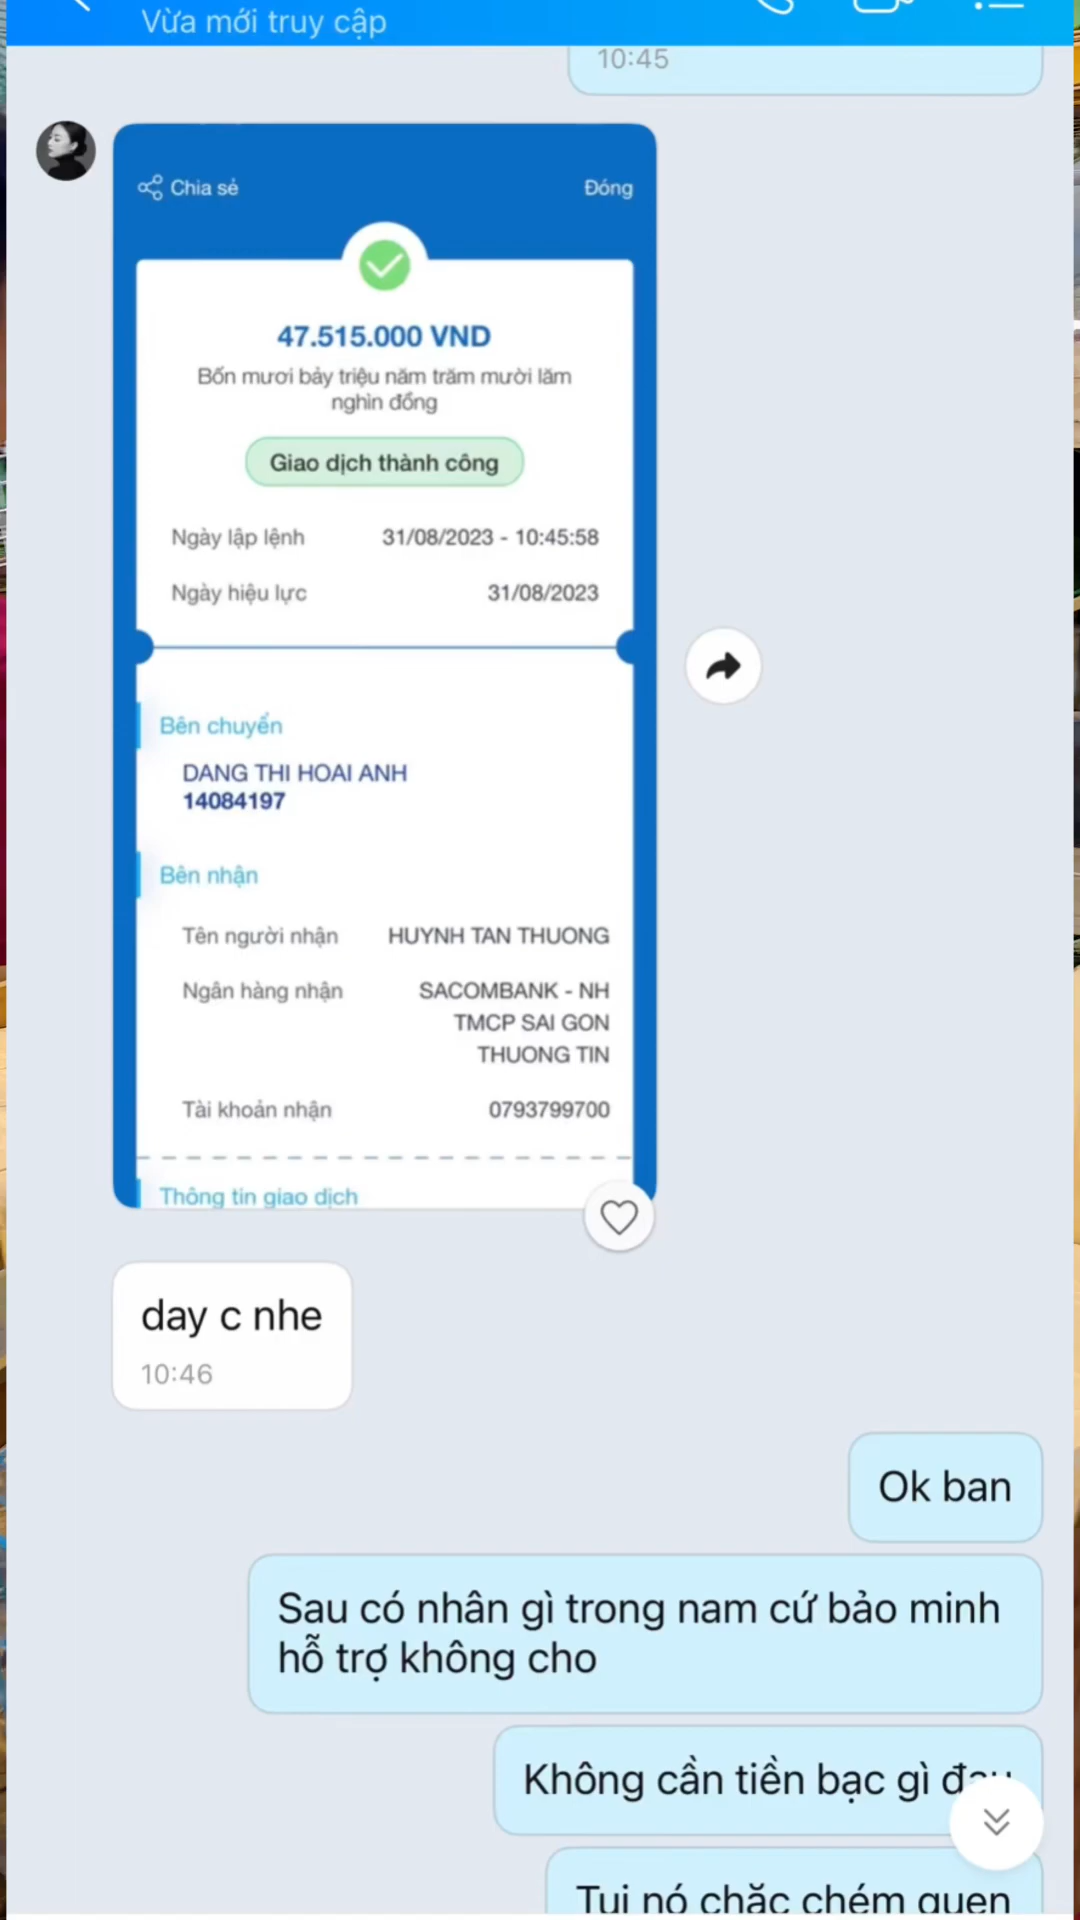 Vừa mới truy cập
10:45
Chia sẻ
Đóng
47.515.000 VND
Bốn mươi bảy triệu năm trăm mười lăm
nghìn đồng
Giao dịch thành công
Ngày lập lệnh 31/08/2023 - 10:45:58
Ngày hiệu lực 31/08/2023
Bên chuyển
DANG THI HOAI ANH
14084197
Bên nhận
Tên người nhận HUYNH TAN THUONG
Ngân hàng nhận SACOMBANK - NH
TMCP SAI GON
THUONG TIN
Tài khoản nhận 0793799700
Thông tin giao dịch
day c nhe
10:46
Ok ban
Sau có nhân gì trong nam cứ bảo minh
hỗ trợ không cho
Không cần tiền bạc gì
Tụi nó chặc chém quen